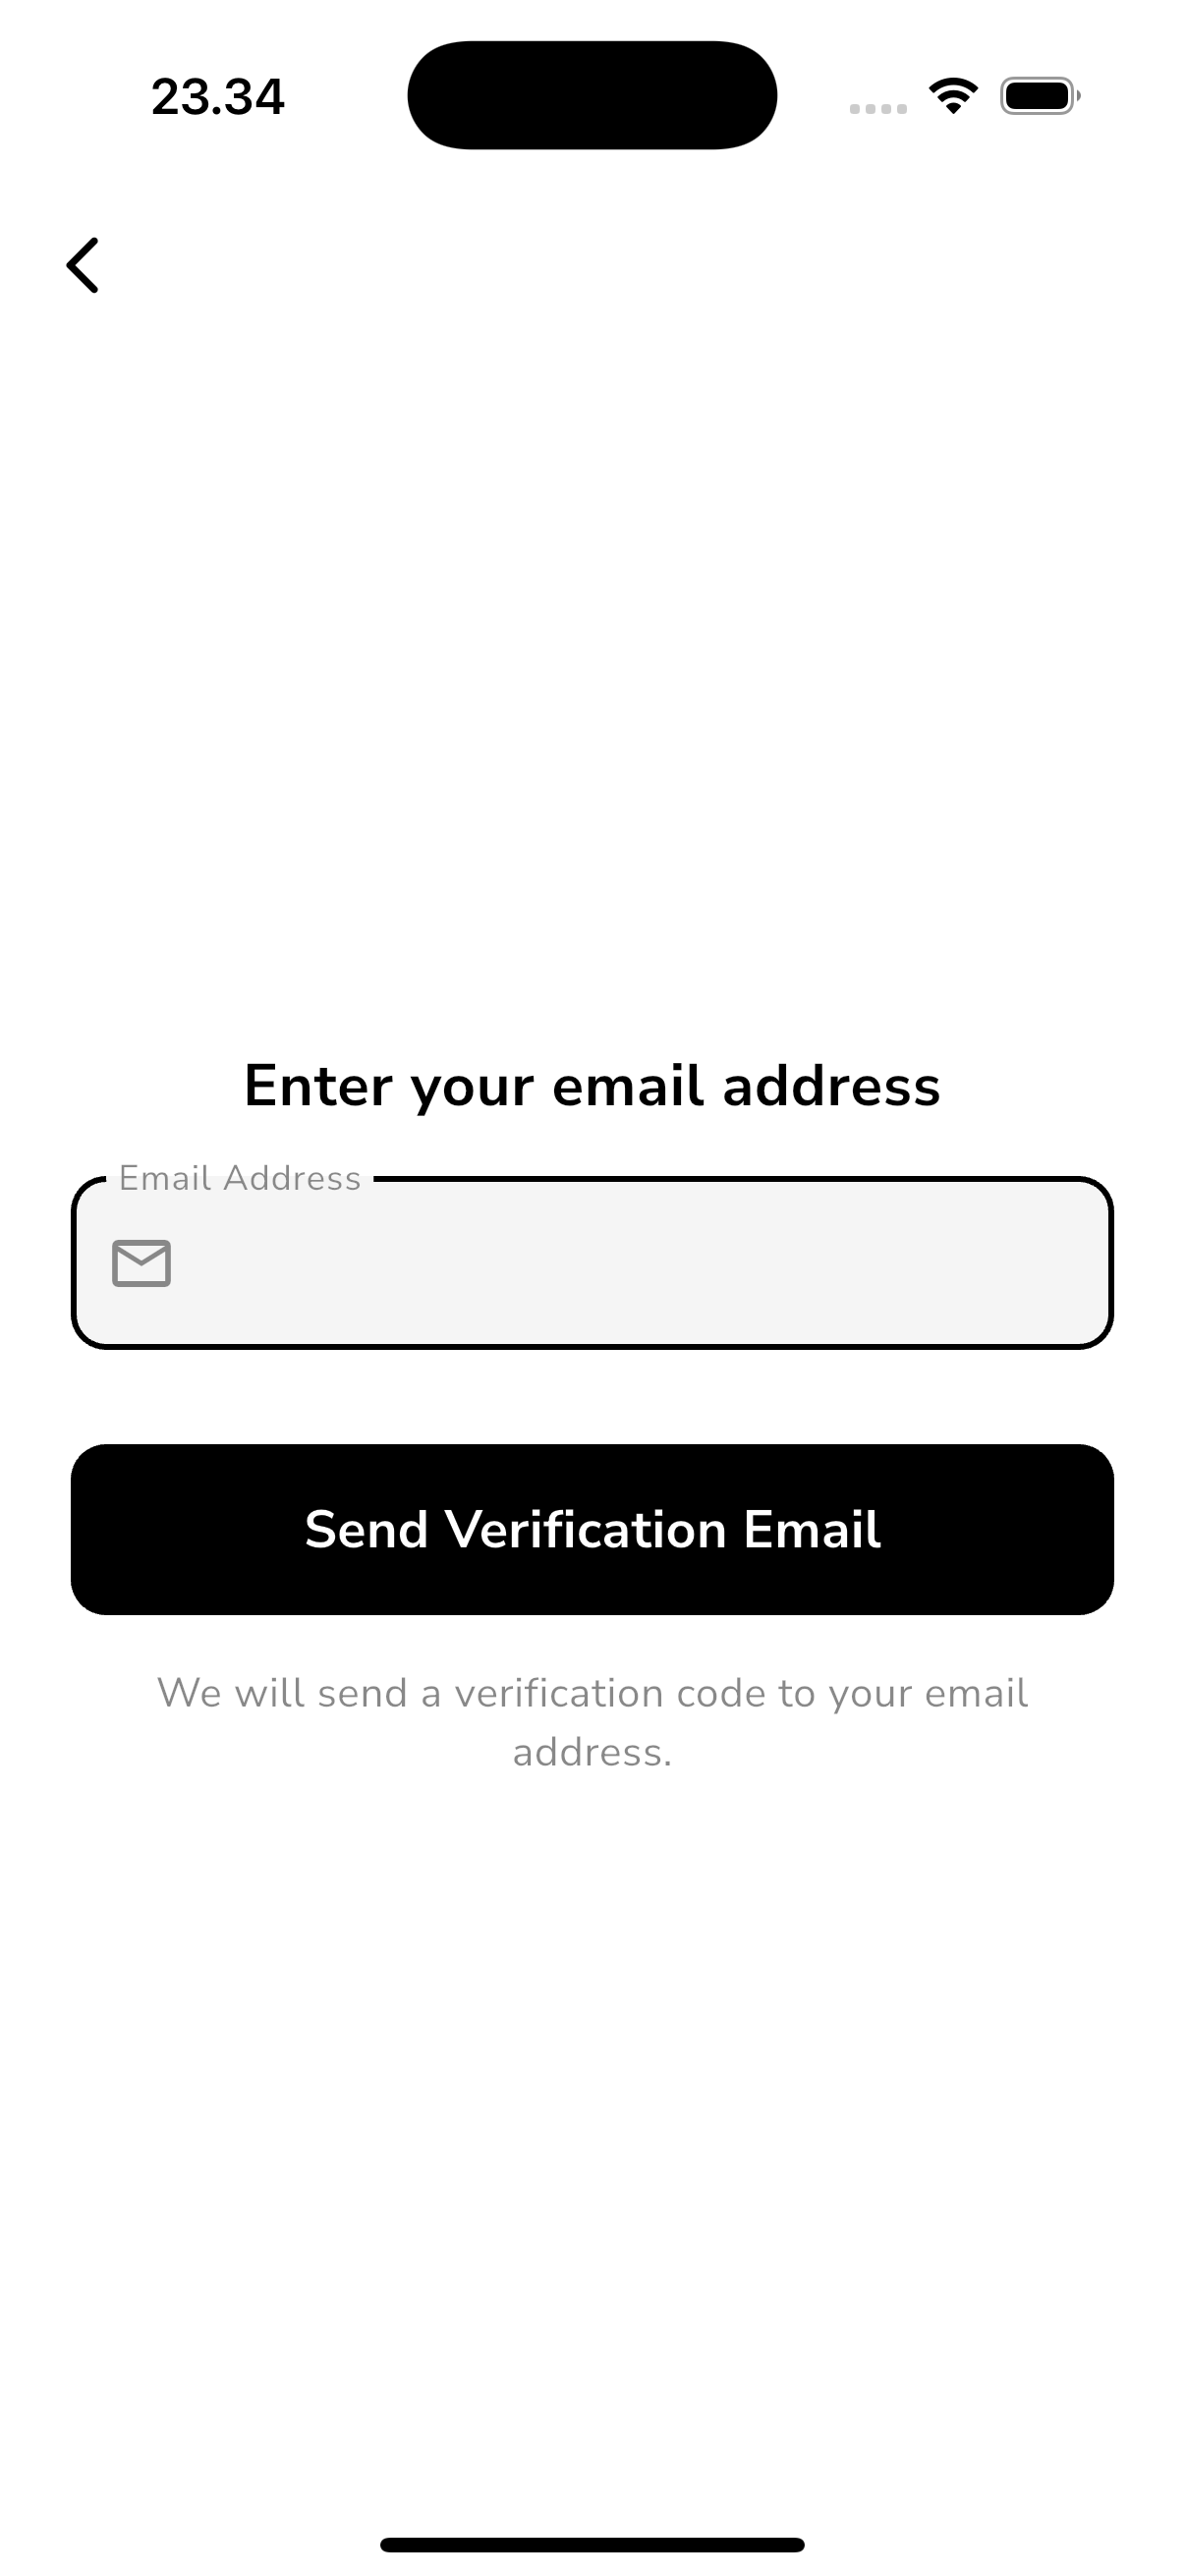 23.34
Enter your email address
Email Address
Send Verification Email
We will send a verification code to your email
address.